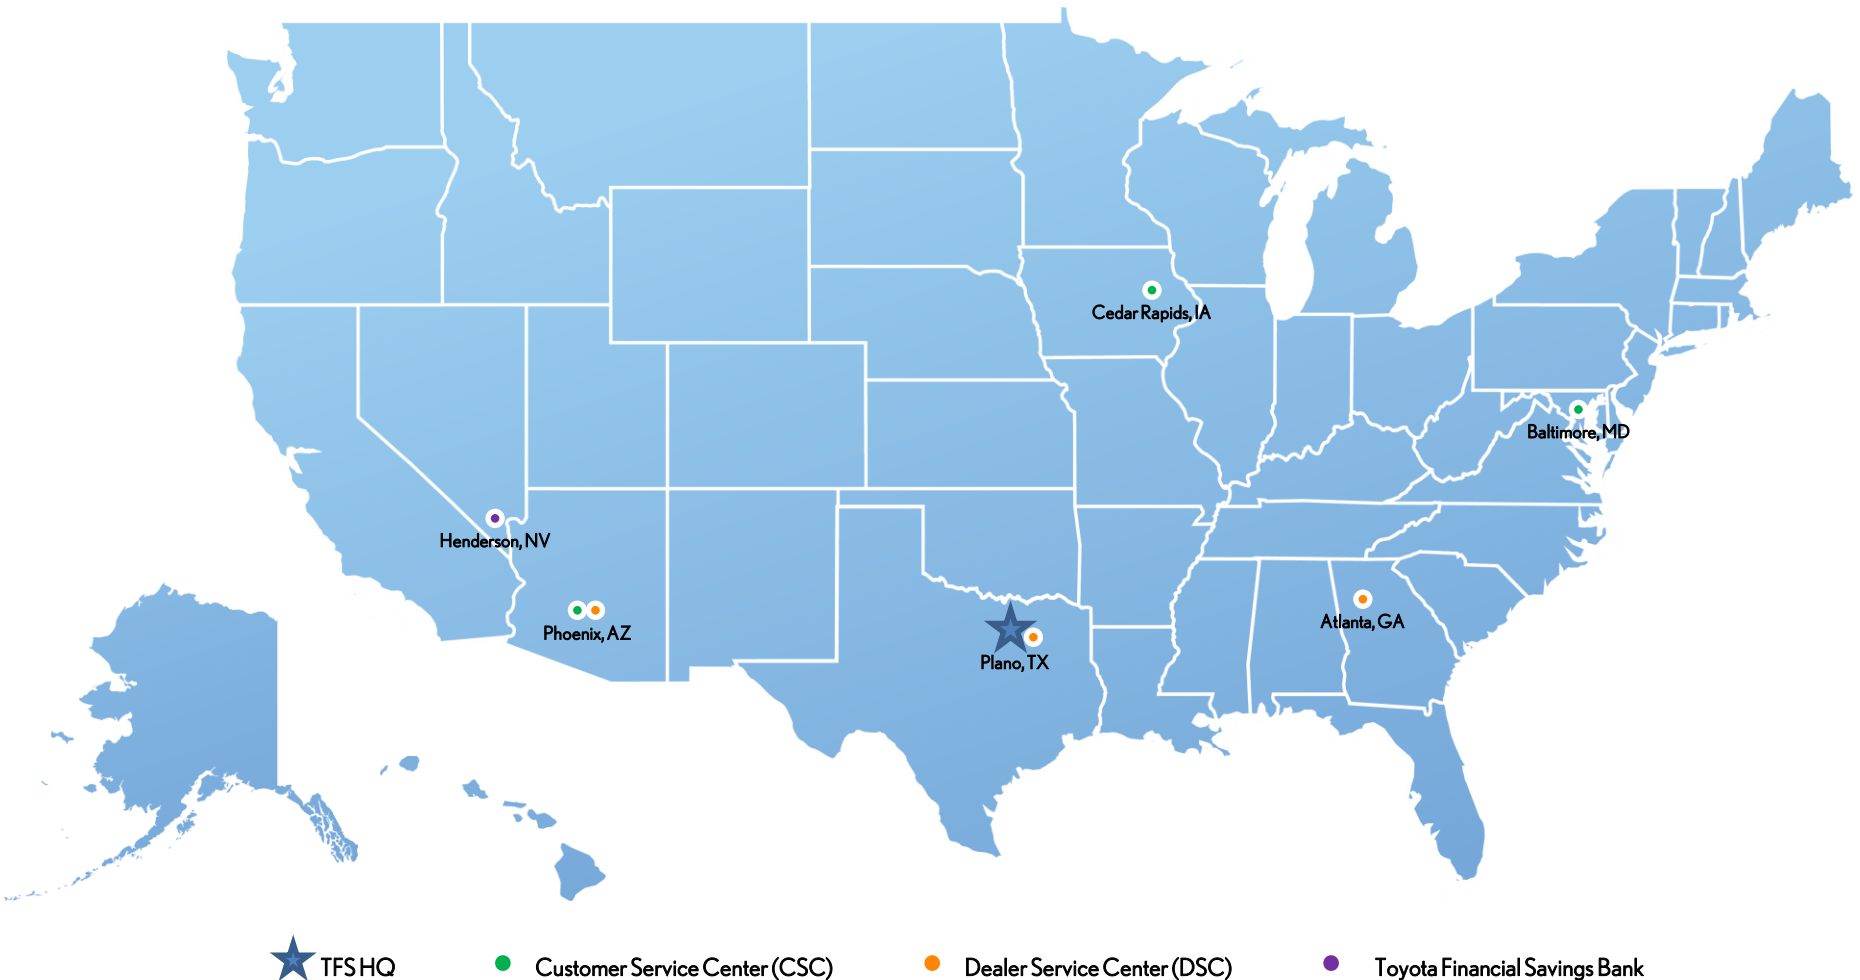 Cedar Rapids, IA
Baltimore, MD
Henderson, NV
Phoenix, AZ
Atlanta, GA
Plano, TX
TFS HQ
Customer Service Center (CSC)
Dealer Service Center (DSC)
Toyota Financial Savings Bank